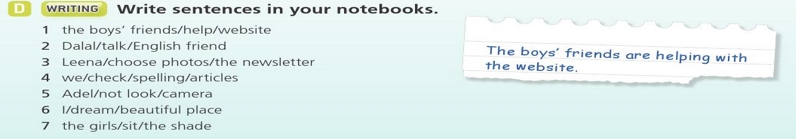 D WRITING Write sentences in your notebooks.
1 the boys' friends/help/website
2 Dalal/talk/English friend
3 Leena/choose photos/the newsletter
4 we/check/spelling/articles
5 Adel/not look/camera
6 I/dream/beautiful place
7 the girls/sit/the shade
The boys' friends are helping with
the website.